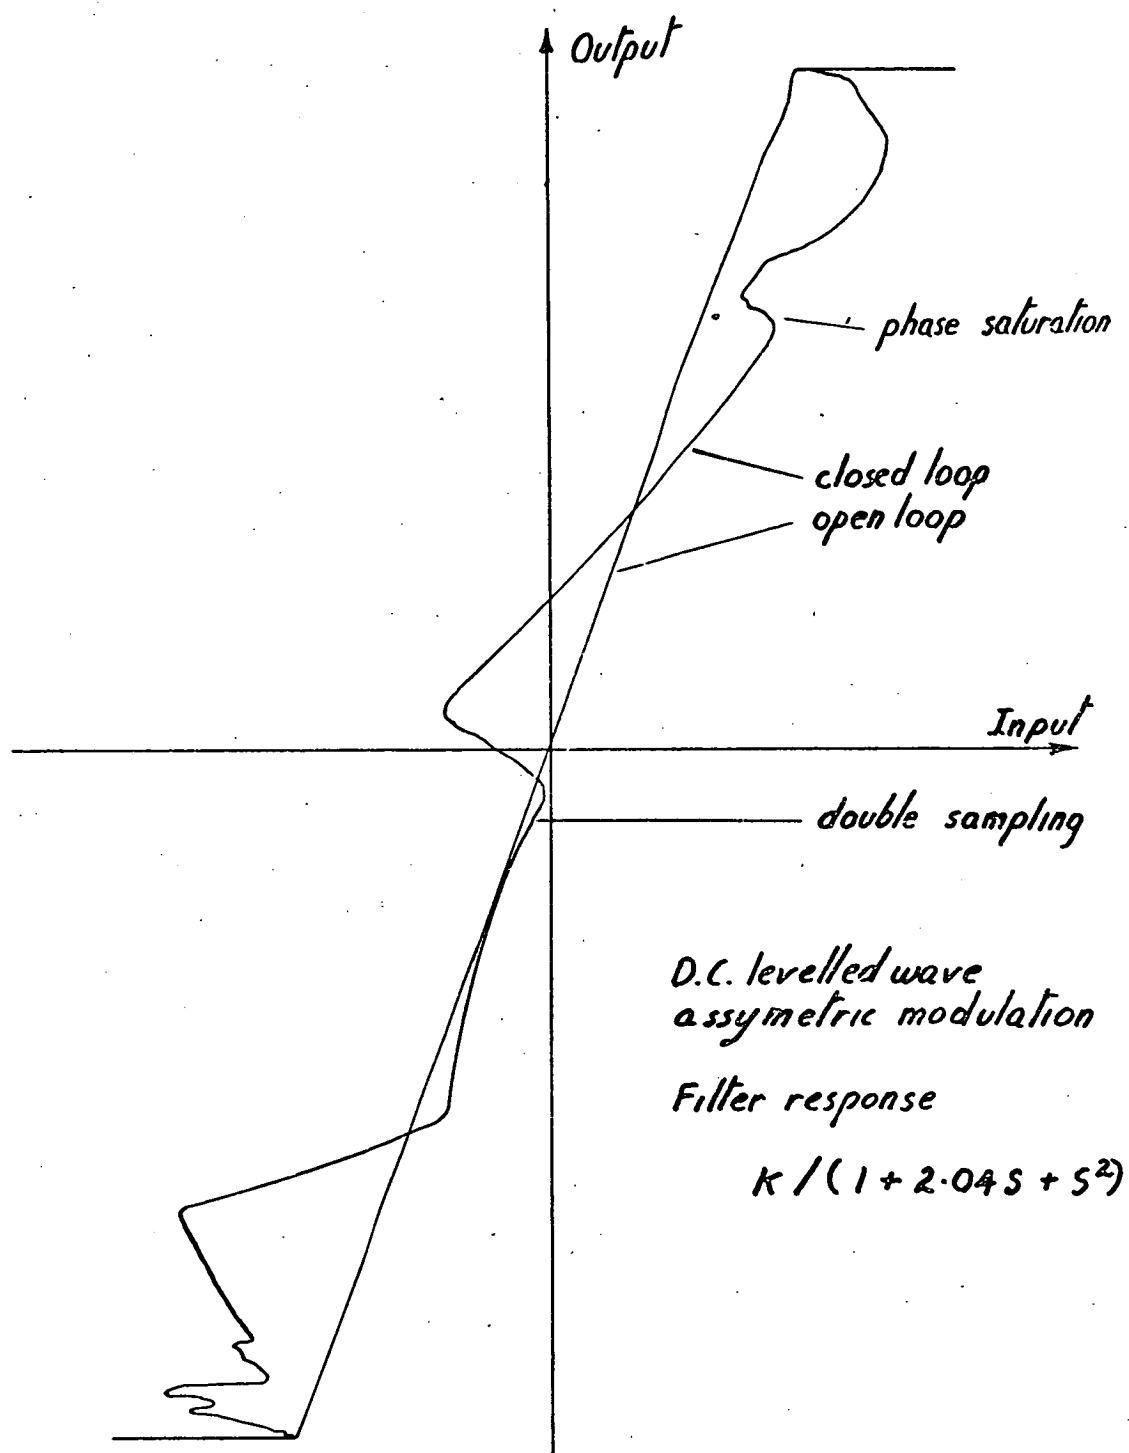 Output
phase saturation
closed loop
open loop
Input
double sampling
D.C. levelled wave
assymetric modulation
Filter response
K / ( 1 + 2·04 S + S²)